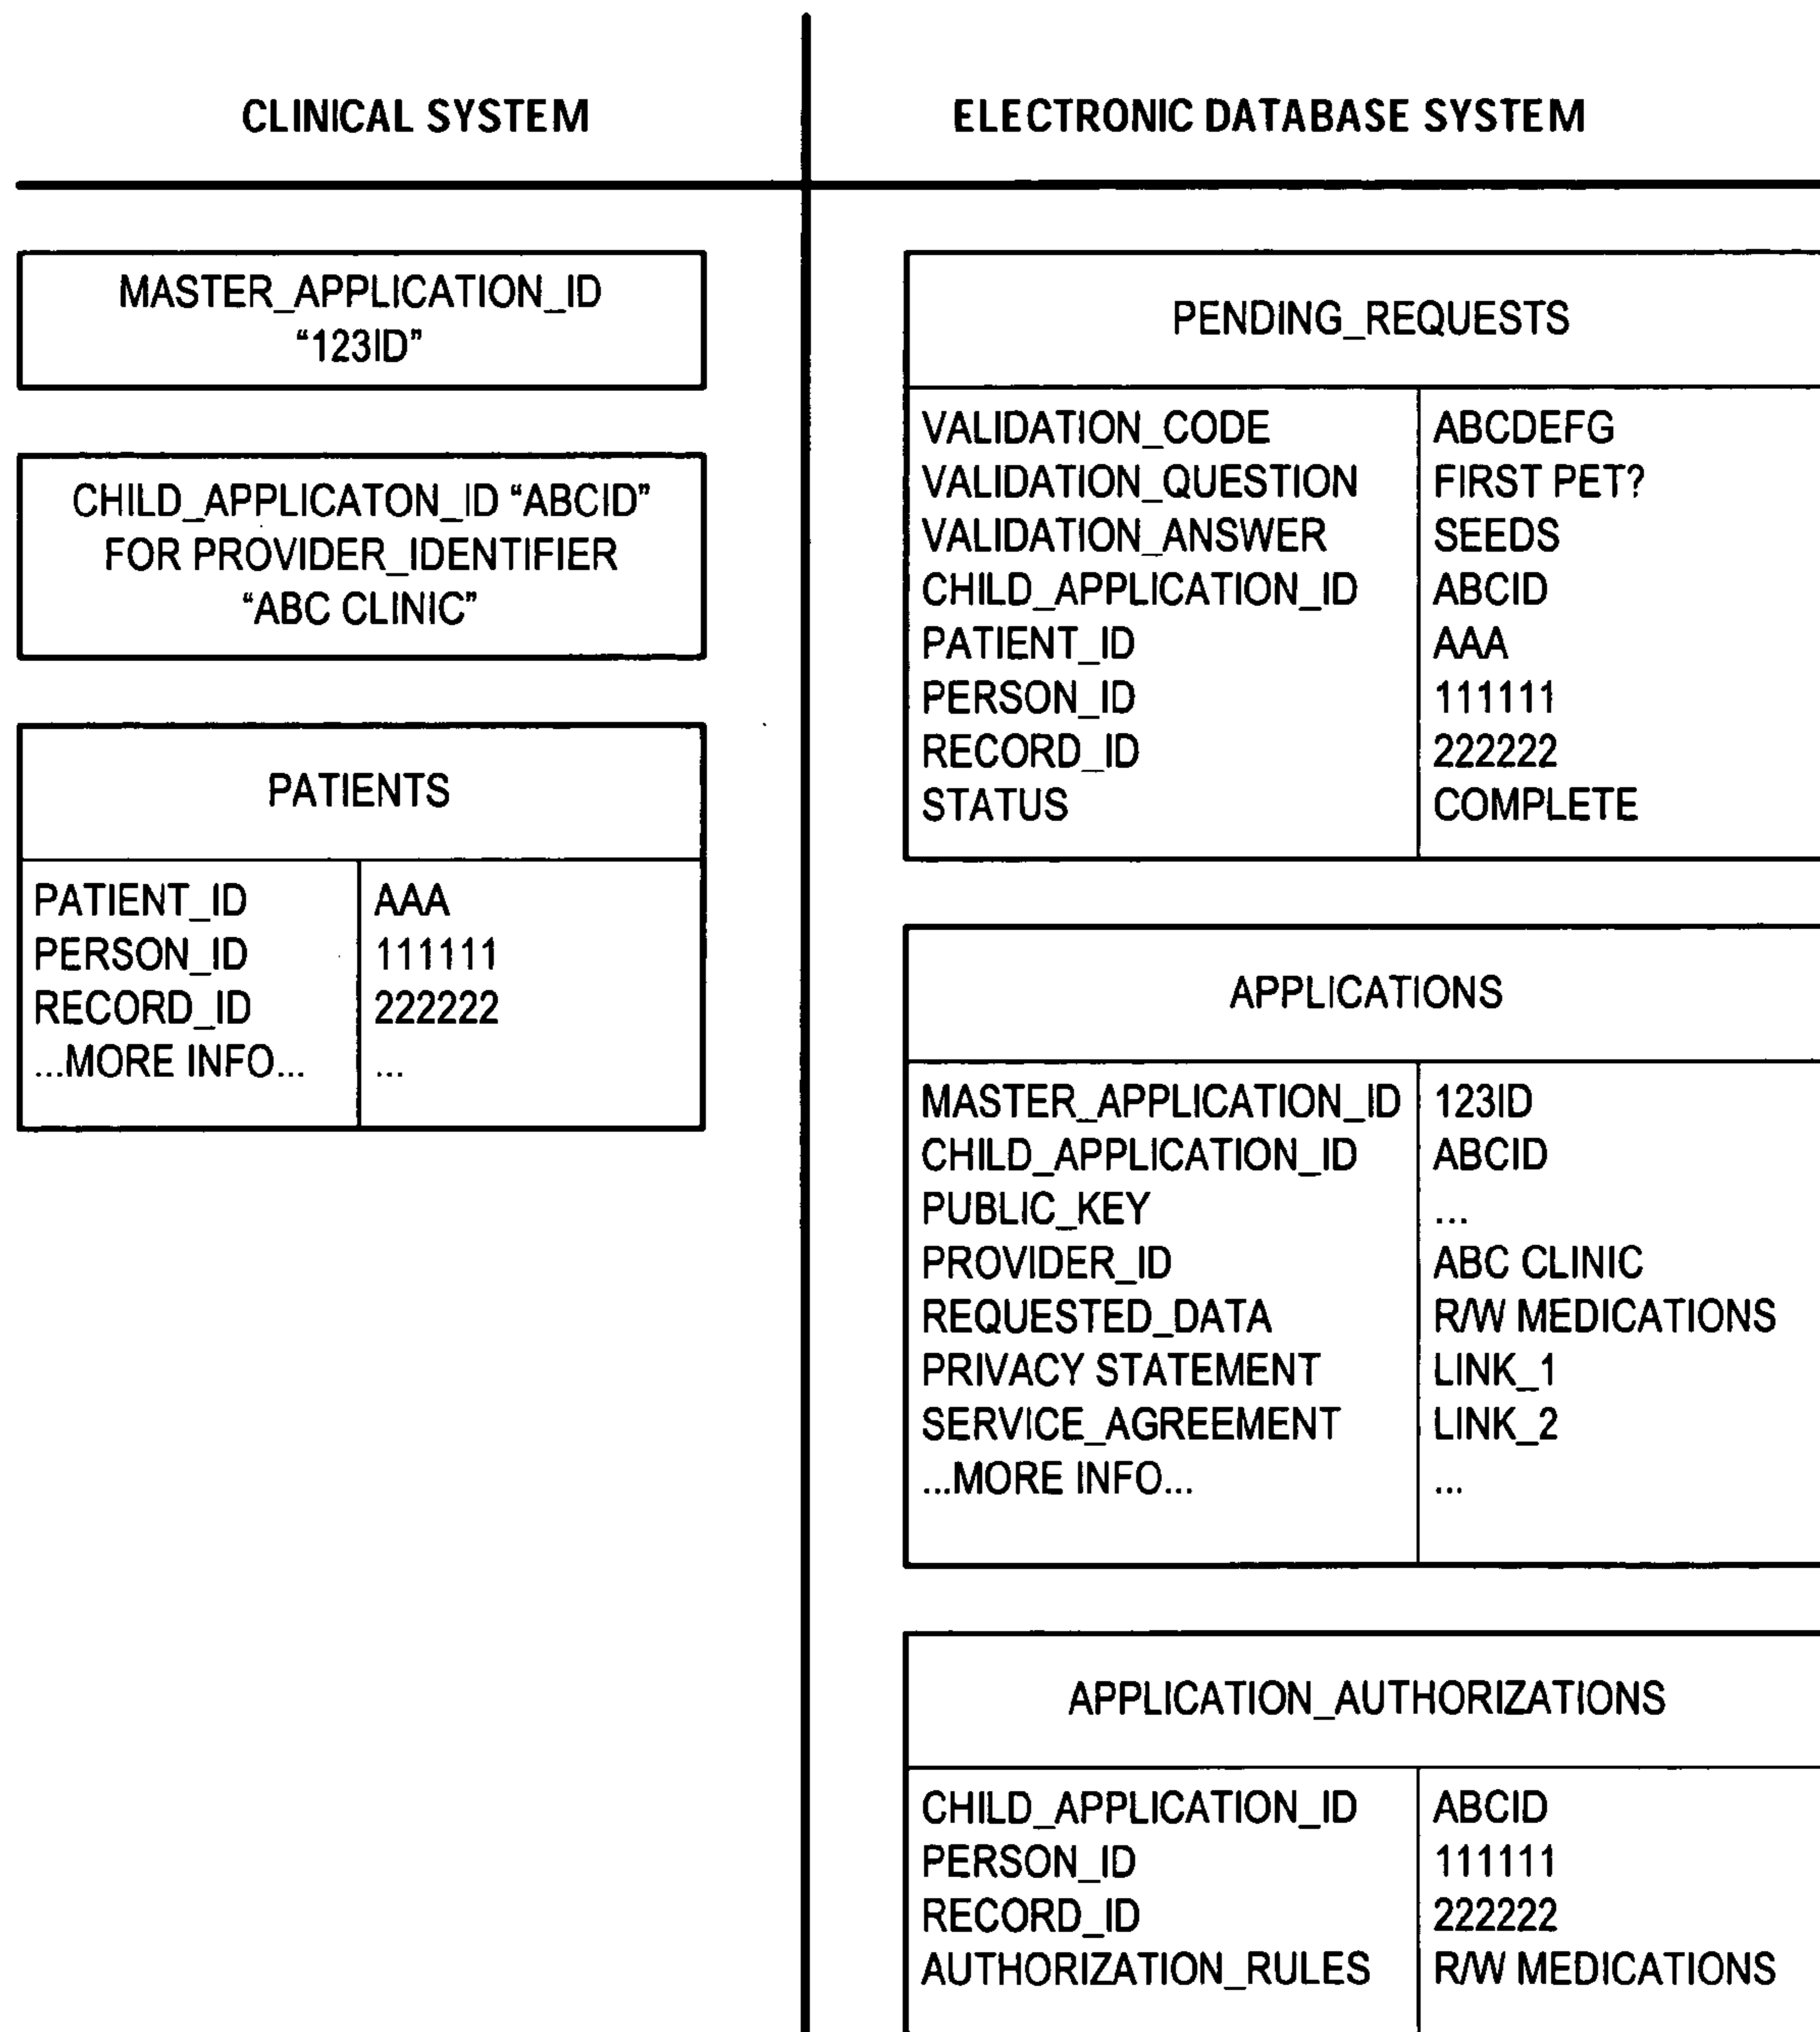 CLINICAL SYSTEM
MASTER_APPLICATION_ID
“123ID”
CHILD_APPLICATON_ID “ABCID”
FOR PROVIDER_IDENTIFIER
“ABC CLINIC”
PATIENTS
PATIENT_ID AAA
PERSON_ID 111111
RECORD_ID 222222
...MORE INFO... ...
ELECTRONIC DATABASE SYSTEM
PENDING_REQUESTS
VALIDATION_CODE ABCDEFG
VALIDATION_QUESTION FIRST PET?
VALIDATION_ANSWER SEEDS
CHILD_APPLICATION_ID ABCID
PATIENT_ID AAA
PERSON_ID 111111
RECORD_ID 222222
STATUS COMPLETE
APPLICATIONS
MASTER_APPLICATION_ID 123ID
CHILD_APPLICATION_ID ABCID
PUBLIC_KEY ...
PROVIDER_ID ABC CLINIC
REQUESTED_DATA R/W MEDICATIONS
PRIVACY STATEMENT LINK_1
SERVICE_AGREEMENT LINK_2
...MORE INFO... ...
APPLICATION_AUTHORIZATIONS
CHILD_APPLICATION_ID ABCID
PERSON_ID 111111
RECORD_ID 222222
AUTHORIZATION_RULES R/W MEDICATIONS